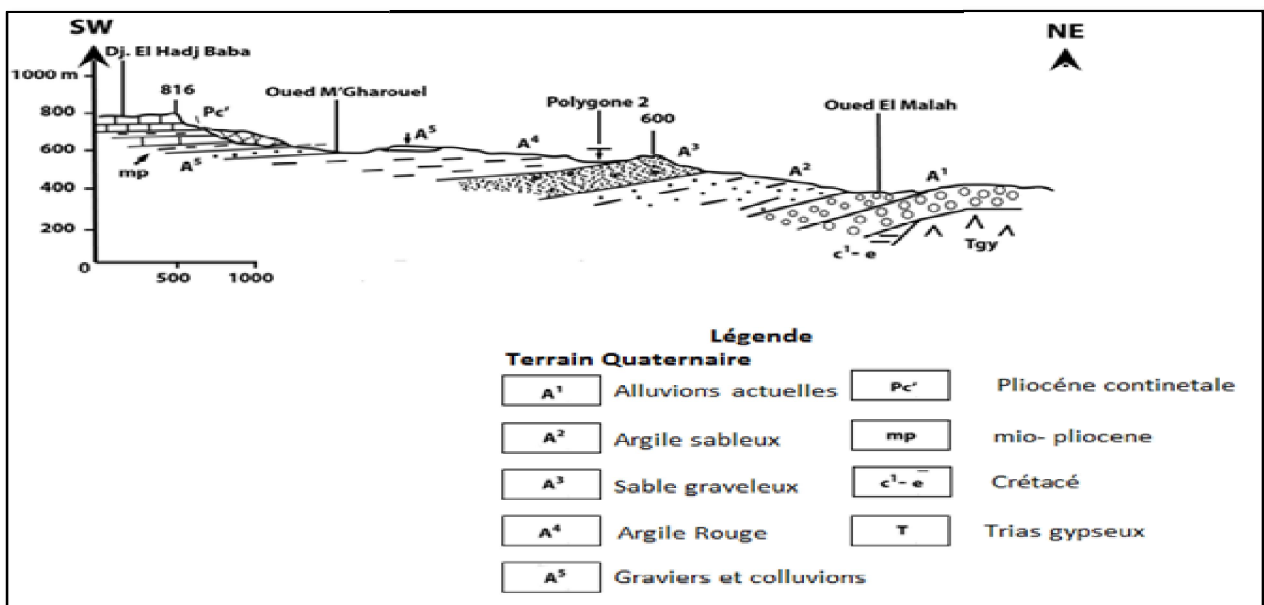 SW
NE
Dj. El Hadj Baba
1000 m
816
Oued M'Gharouel
Polygone 2
Oued El Malah
800
Pc'
A⁵
A⁴
600
A³
600
mp
A⁵
A²
A¹
400
200
c¹- e
Tgy
0
500
1000
Légende
Terrain Quaternaire
A¹ Alluvions actuelles
Pc' Pliocéne continetale
A² Argile sableux
mp mio- pliocene
A³ Sable graveleux
c¹- e Crétacé
A⁴ Argile Rouge
T Trias gypseux
A⁵ Graviers et colluvions